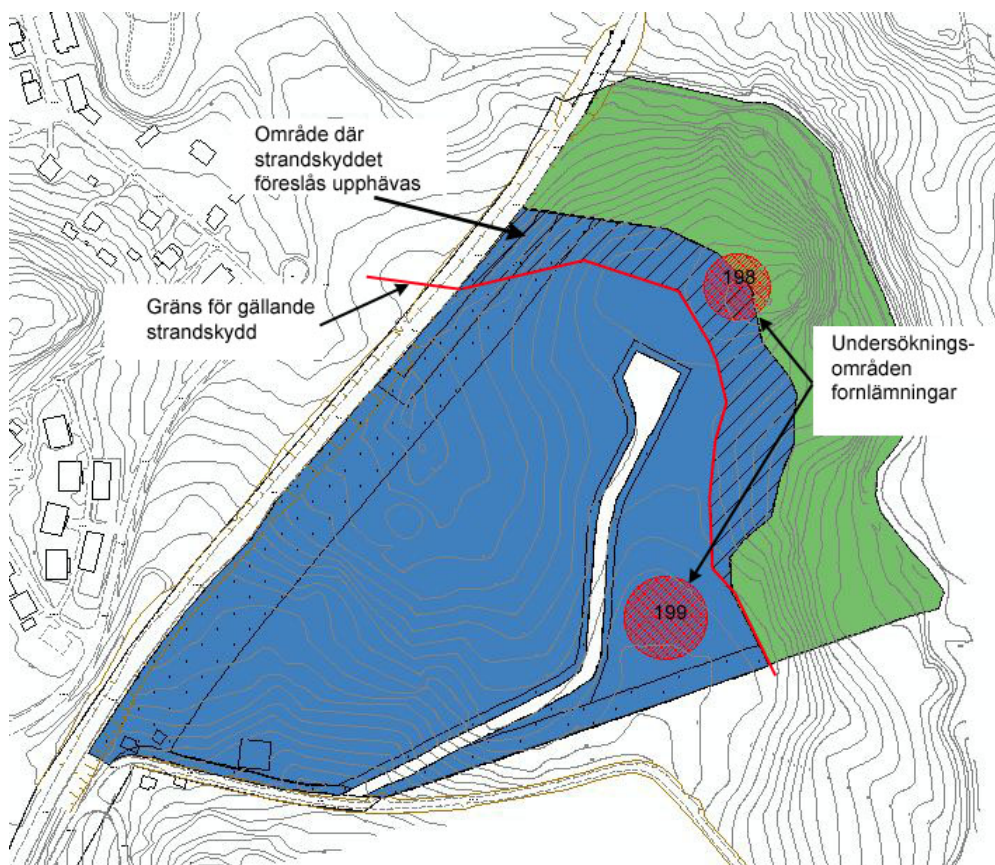 Område där
strandskyddet
föreslås upphävas
198
Gräns för gällande
strandskydd
Undersöknings-
områden
fornlämningar
199